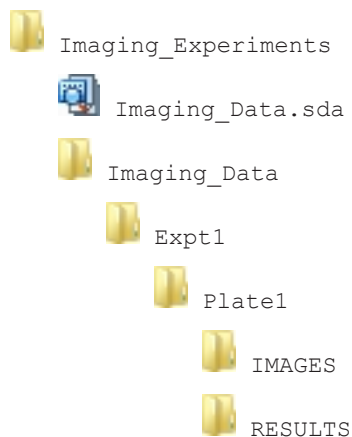 Imaging_Experiments
Imaging_Data.sda
Imaging_Data
Expt1
Plate1
IMAGES
RESULTS